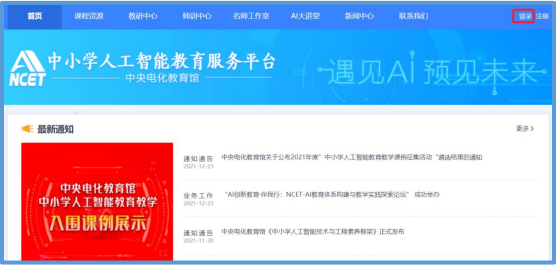 首页 课程资源 教研中心 师训中心 名师工作室 AI大讲堂 新闻中心 联系我们 登录 注册
NCET 中小学人工智能教育服务平台
中央电化教育馆
遇见AI 预见未来
最新通知 更多>
通知通告 中央电化教育馆关于公布2021年度"中小学人工智能教育教学课例征集活动"遴选结果的通知
2021-12-23
业务工作 "AI创新教育·伴我行：NCET-AI教育体系构建与教学实践探索论坛" 成功举办
2021-12-23
通知通告 中央电化教育馆《中小学人工智能技术与工程素养框架》正式发布
2021-11-30
中央电化教育馆
中小学人工智能教育教学
入围课例展示